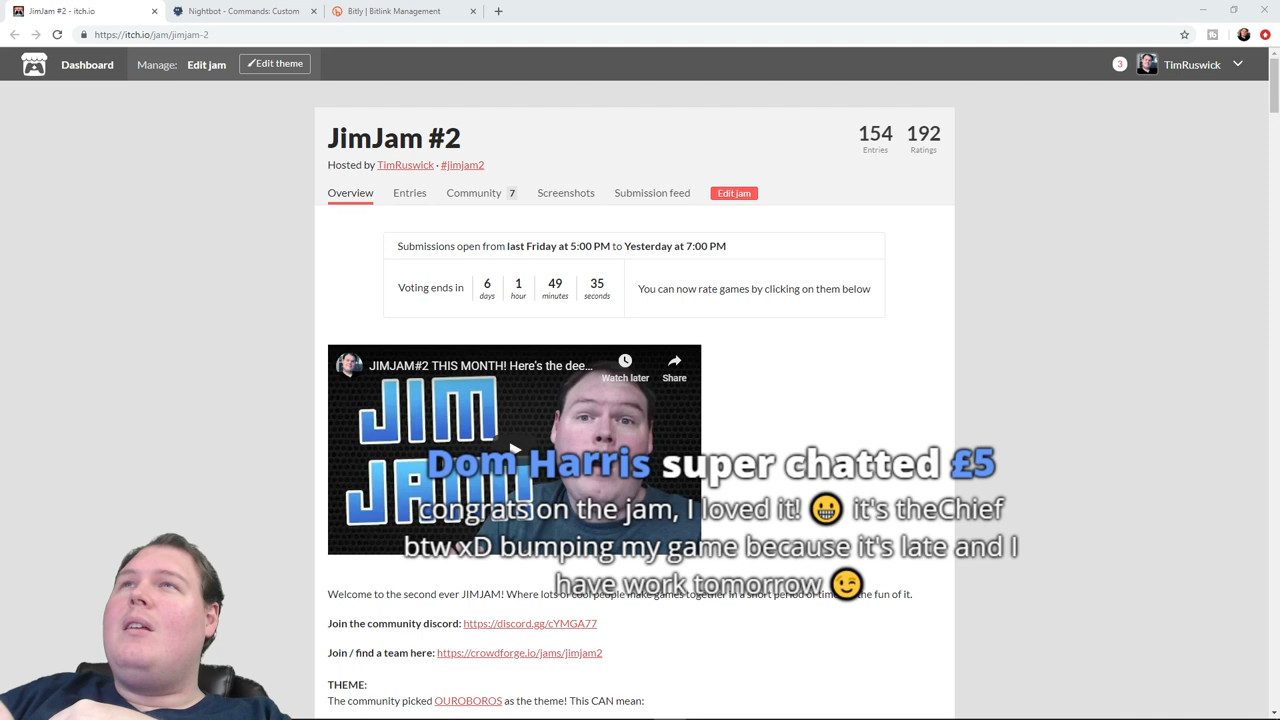 JimJam #2 - itch.io
Nightbot - Commands: Custom
Bitly | Bitlink Management
https://itch.io/jam/jimjam-2
Dashboard
Manage:
Edit jam
Edit theme
3
TimRuswick
JimJam #2
154
192
Entries
Ratings
Hosted by TimRuswick · #jimjam2
Overview
Entries
Community 7
Screenshots
Submission feed
Edit jam
Submissions open from last Friday at 5:00 PM to Yesterday at 7:00 PM
Voting ends in
6
1
49
35
days
hour
minutes
seconds
You can now rate games by clicking on them below
JIMJAM#2 THIS MONTH! Here's the dee...
Watch later
Share
JIM
JAM
Dom Harris super chatted £5
congrats on the jam, I loved it! 😀 it's theChief
btw xD bumping my game because it's late and I
have work tomorrow 😉
Welcome to the second ever JIMJAM! Where lots of cool people make games together in a short period of time for the fun of it.
Join the community discord: https://discord.gg/cYMGA77
Join / find a team here: https://crowdforge.io/jams/jimjam2
THEME:
The community picked OUROBOROS as the theme! This CAN mean: